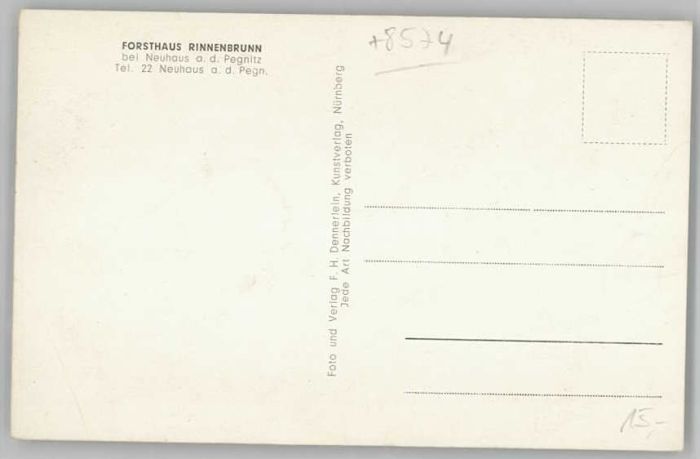 FORSTHAUS RINNENBRUNN
bei Neuhaus a. d. Pegnitz
Tel. 22 Neuhaus a. d. Pegn.
+8574
Foto und Verlag F. H. Dennerlein, Kunstverlag, Nürnberg
Jede Art Nachbildung verboten
15,-